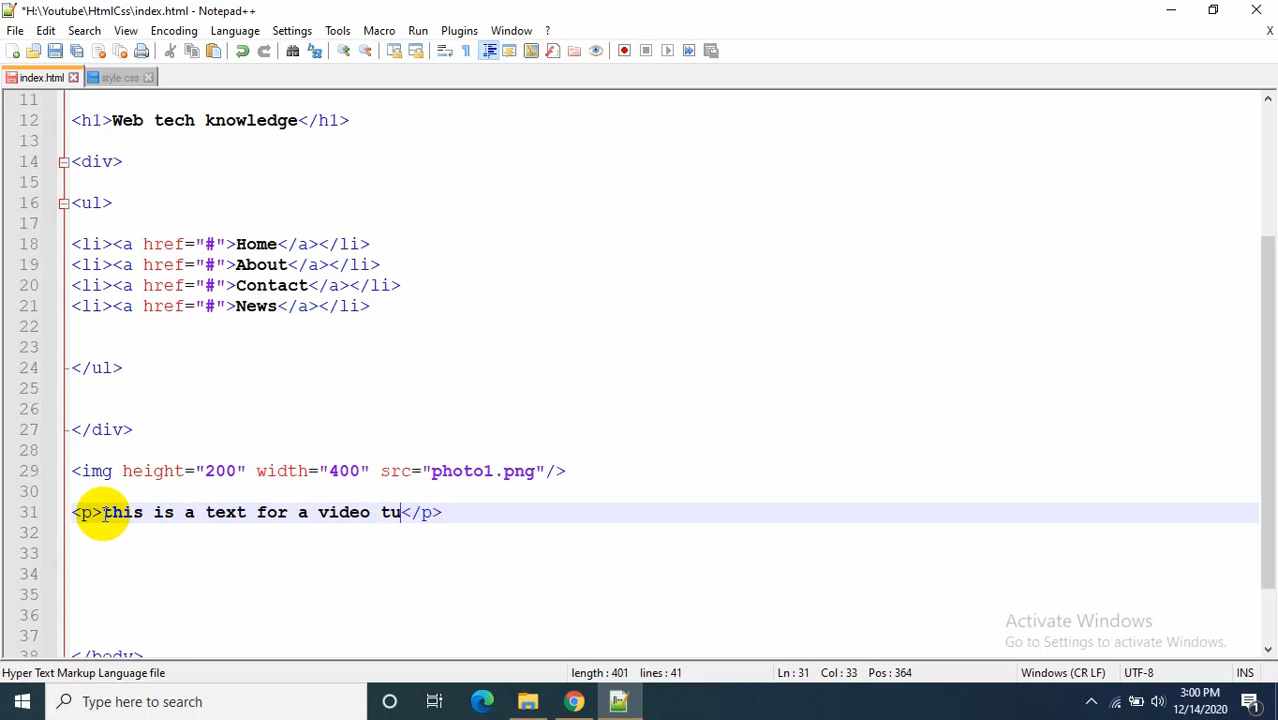 *H:\Youtube\HtmlCss\index.html - Notepad++
File Edit Search View Encoding Language Settings Tools Macro Run Plugins Window ? X
index.html style.css
11
12 <h1>Web tech knowledge</h1>
13
14 <div>
15
16 <ul>
17
18 <li><a href="#">Home</a></li>
19 <li><a href="#">About</a></li>
20 <li><a href="#">Contact</a></li>
21 <li><a href="#">News</a></li>
22
23
24 </ul>
25
26
27 </div>
28
29 <img height="200" width="400" src="photo1.png"/>
30
31 <p>this is a text for a video tu</p>
32
33
34
35
36
37
38 </body>
Activate Windows
Go to Settings to activate Windows.
Hyper Text Markup Language file length : 401 lines : 41 Ln : 31 Col : 33 Pos : 364 Windows (CR LF) UTF-8 INS
Type here to search
3:00 PM
12/14/2020
1